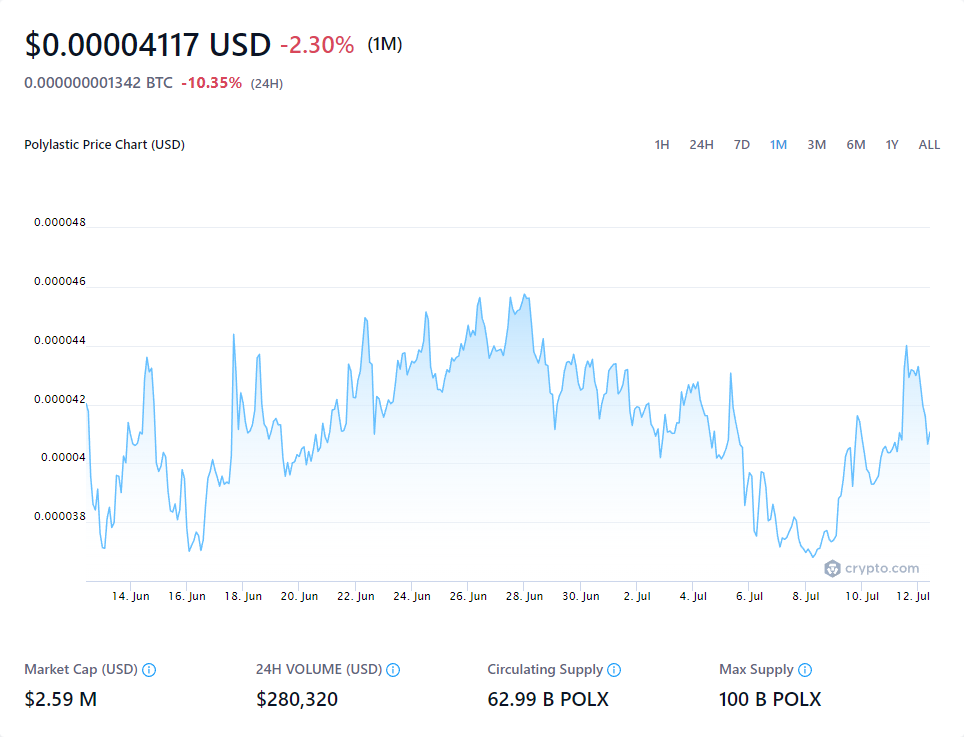 $0.00004117 USD -2.30% (1M)
0.000000001342 BTC -10.35% (24H)
Polylastic Price Chart (USD) 1H 24H 7D 1M 3M 6M 1Y ALL
0.000048
0.000046
0.000044
0.000042
0.00004
0.000038
crypto.com
14. Jun 16. Jun 18. Jun 20. Jun 22. Jun 24. Jun 26. Jun 28. Jun 30. Jun 2. Jul 4. Jul 6. Jul 8. Jul 10. Jul 12. Jul
Market Cap (USD) 24H VOLUME (USD) Circulating Supply Max Supply
$2.59 M $280,320 62.99 B POLX 100 B POLX